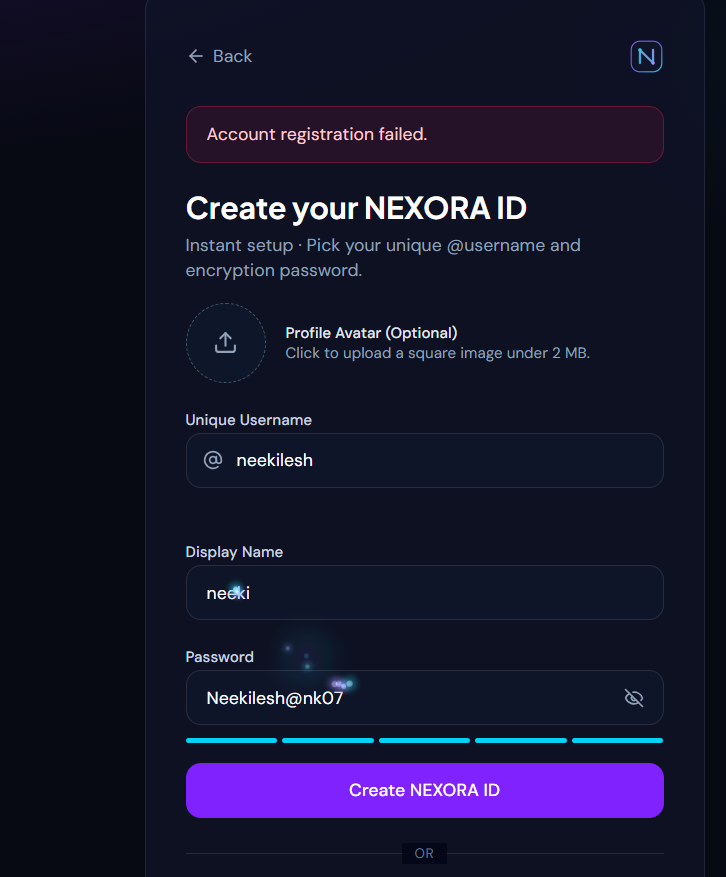 Back
N
Account registration failed.
Create your NEXORA ID
Instant setup · Pick your unique @username and
encryption password.
Profile Avatar (Optional)
Click to upload a square image under 2 MB.
Unique Username
@ neekilesh
Display Name
neeki
Password
Neekilesh@nk07
Create NEXORA ID
OR